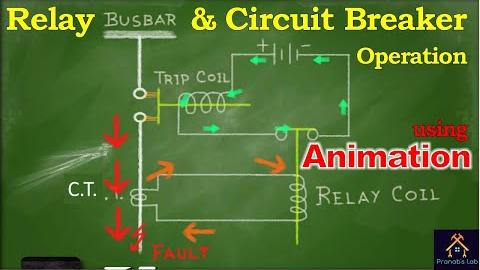 Relay & Circuit Breaker
BUSBAR
Operation
+ -
TRIP COIL
using
Animation
C.T.
RELAY COIL
FAULT
Pranab's Lab